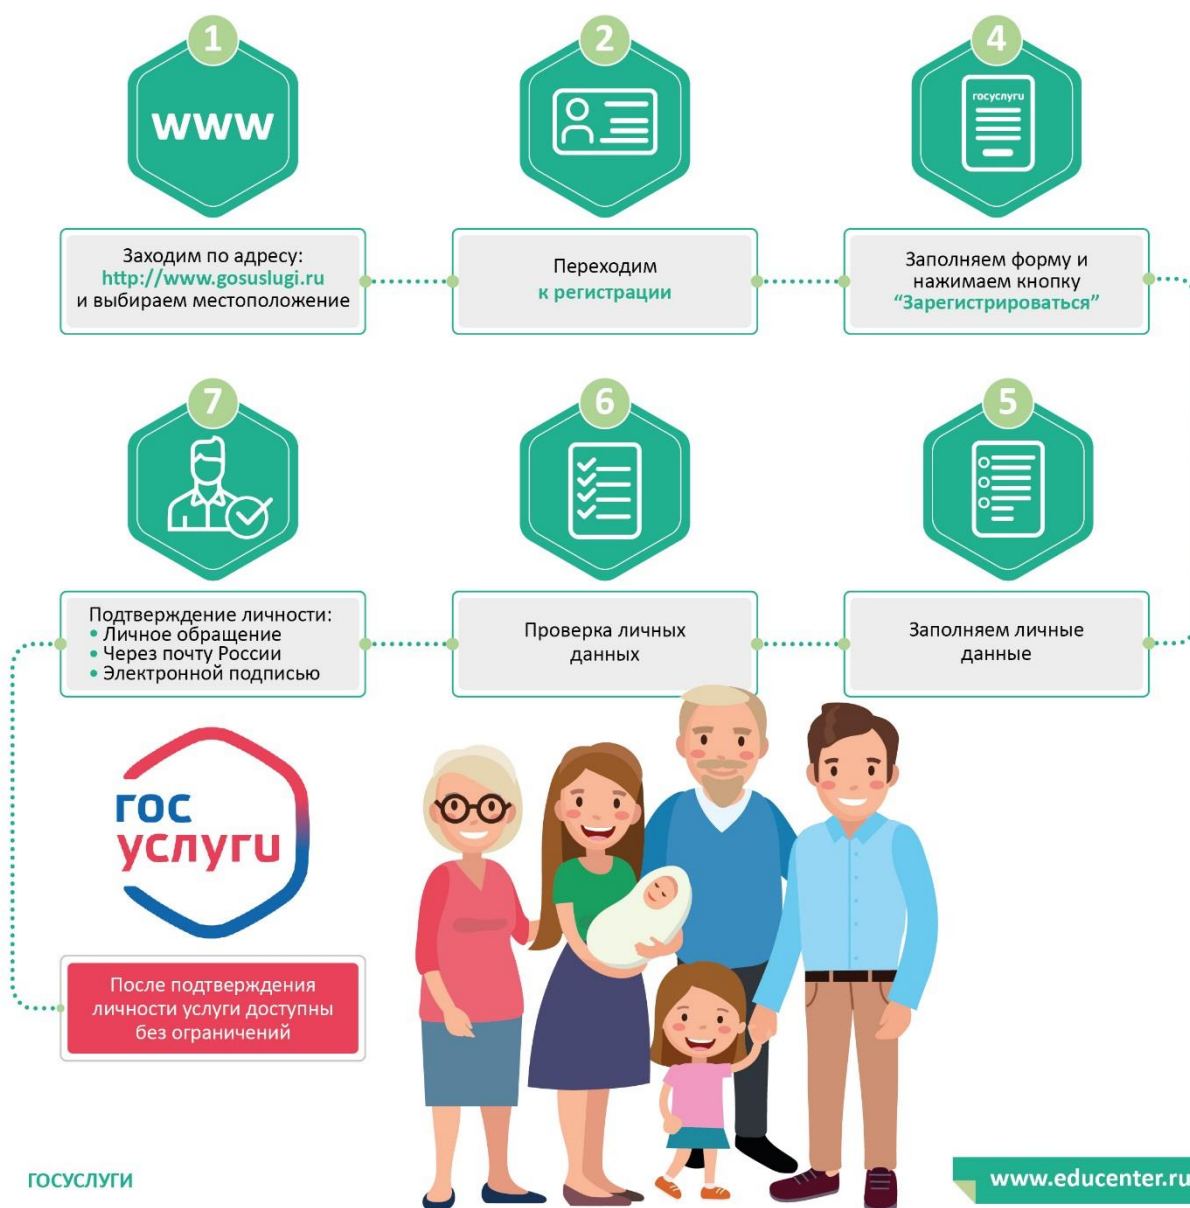 1
www
Заходим по адресу:
http://www.gosuslugi.ru
и выбираем местоположение
2
Переходим
к регистрации
4
госуслуги
Заполняем форму и
нажимаем кнопку
“Зарегистрироваться”
5
Заполняем личные
данные
6
Проверка личных
данных
7
Подтверждение личности:
• Личное обращение
• Через почту России
• Электронной подписью
гос
услуги
После подтверждения
личности услуги доступны
без ограничений
ГОСУСЛУГИ
www.educenter.ru